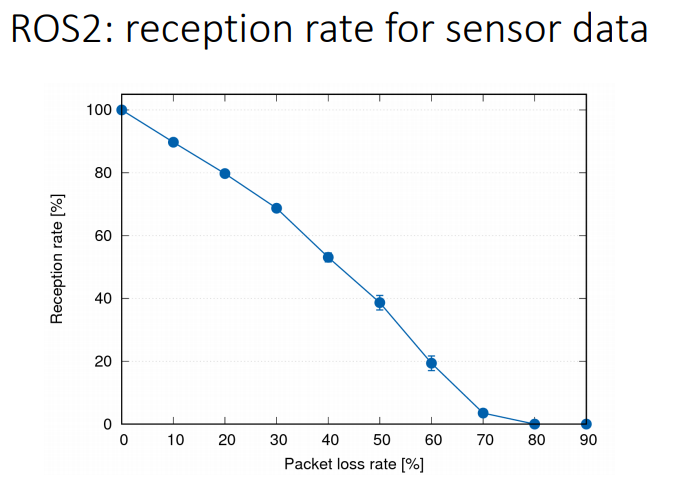 ROS2: reception rate for sensor data
100
80
60
40
20
0
Reception rate [%]
0 10 20 30 40 50 60 70 80 90
Packet loss rate [%]